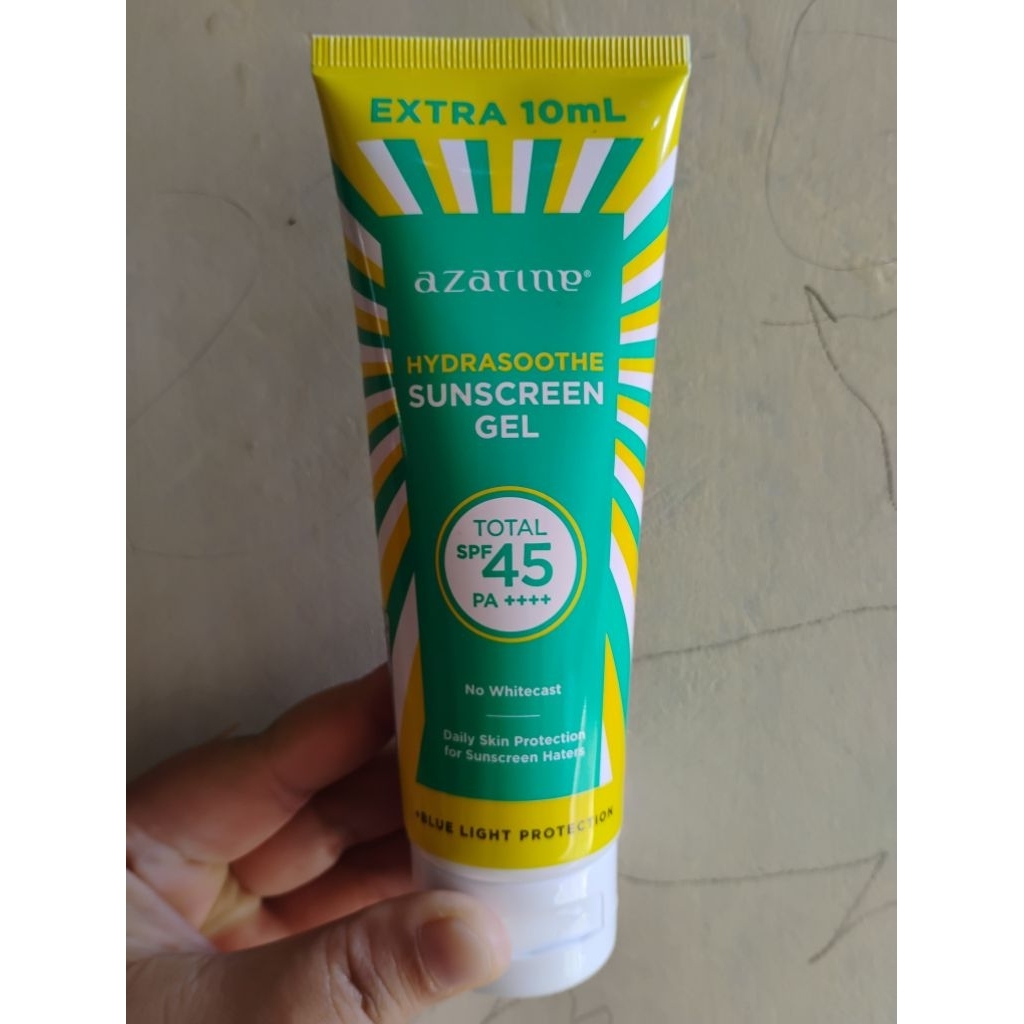 EXTRA 10mL
azarine®
HYDRASOOTHE
SUNSCREEN
GEL
TOTAL
SPF 45
PA ++++
No Whitecast
Daily Skin Protection
for Sunscreen Haters
+BLUE LIGHT PROTECTION